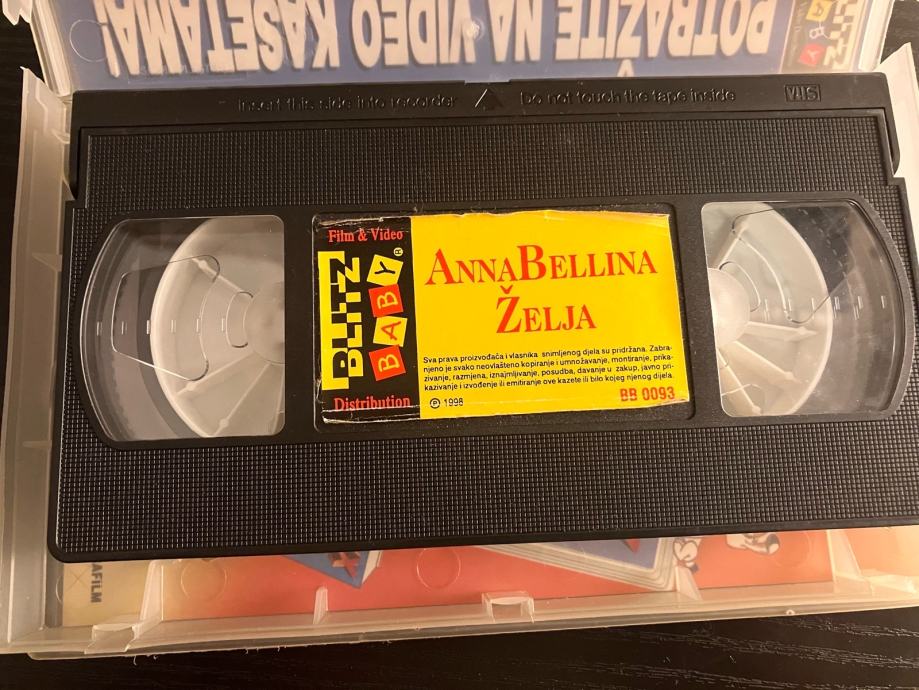 POTRAŽITE NA VIDEO KASETAMA!
BLITZ
BABY
Insert this side into recorder
Do not touch the tape inside
VHS
Film & Video
BLITZ
BABY
®
Distribution
ANNABELLINA
ŽELJA
Sva prava proizvođača i vlasnika snimljenog djela su pridržana. Zabra-
njeno je svako neovlašteno kopiranje i umnožavanje, montiranje, prika-
zivanje, razmjena, iznajmljivanje, posudba, davanje u zakup, javno pri-
kazivanje i izvođenje ili emitiranje ove kazete ili bilo kojeg njenog dijela.
℗ 1998
BB 0093